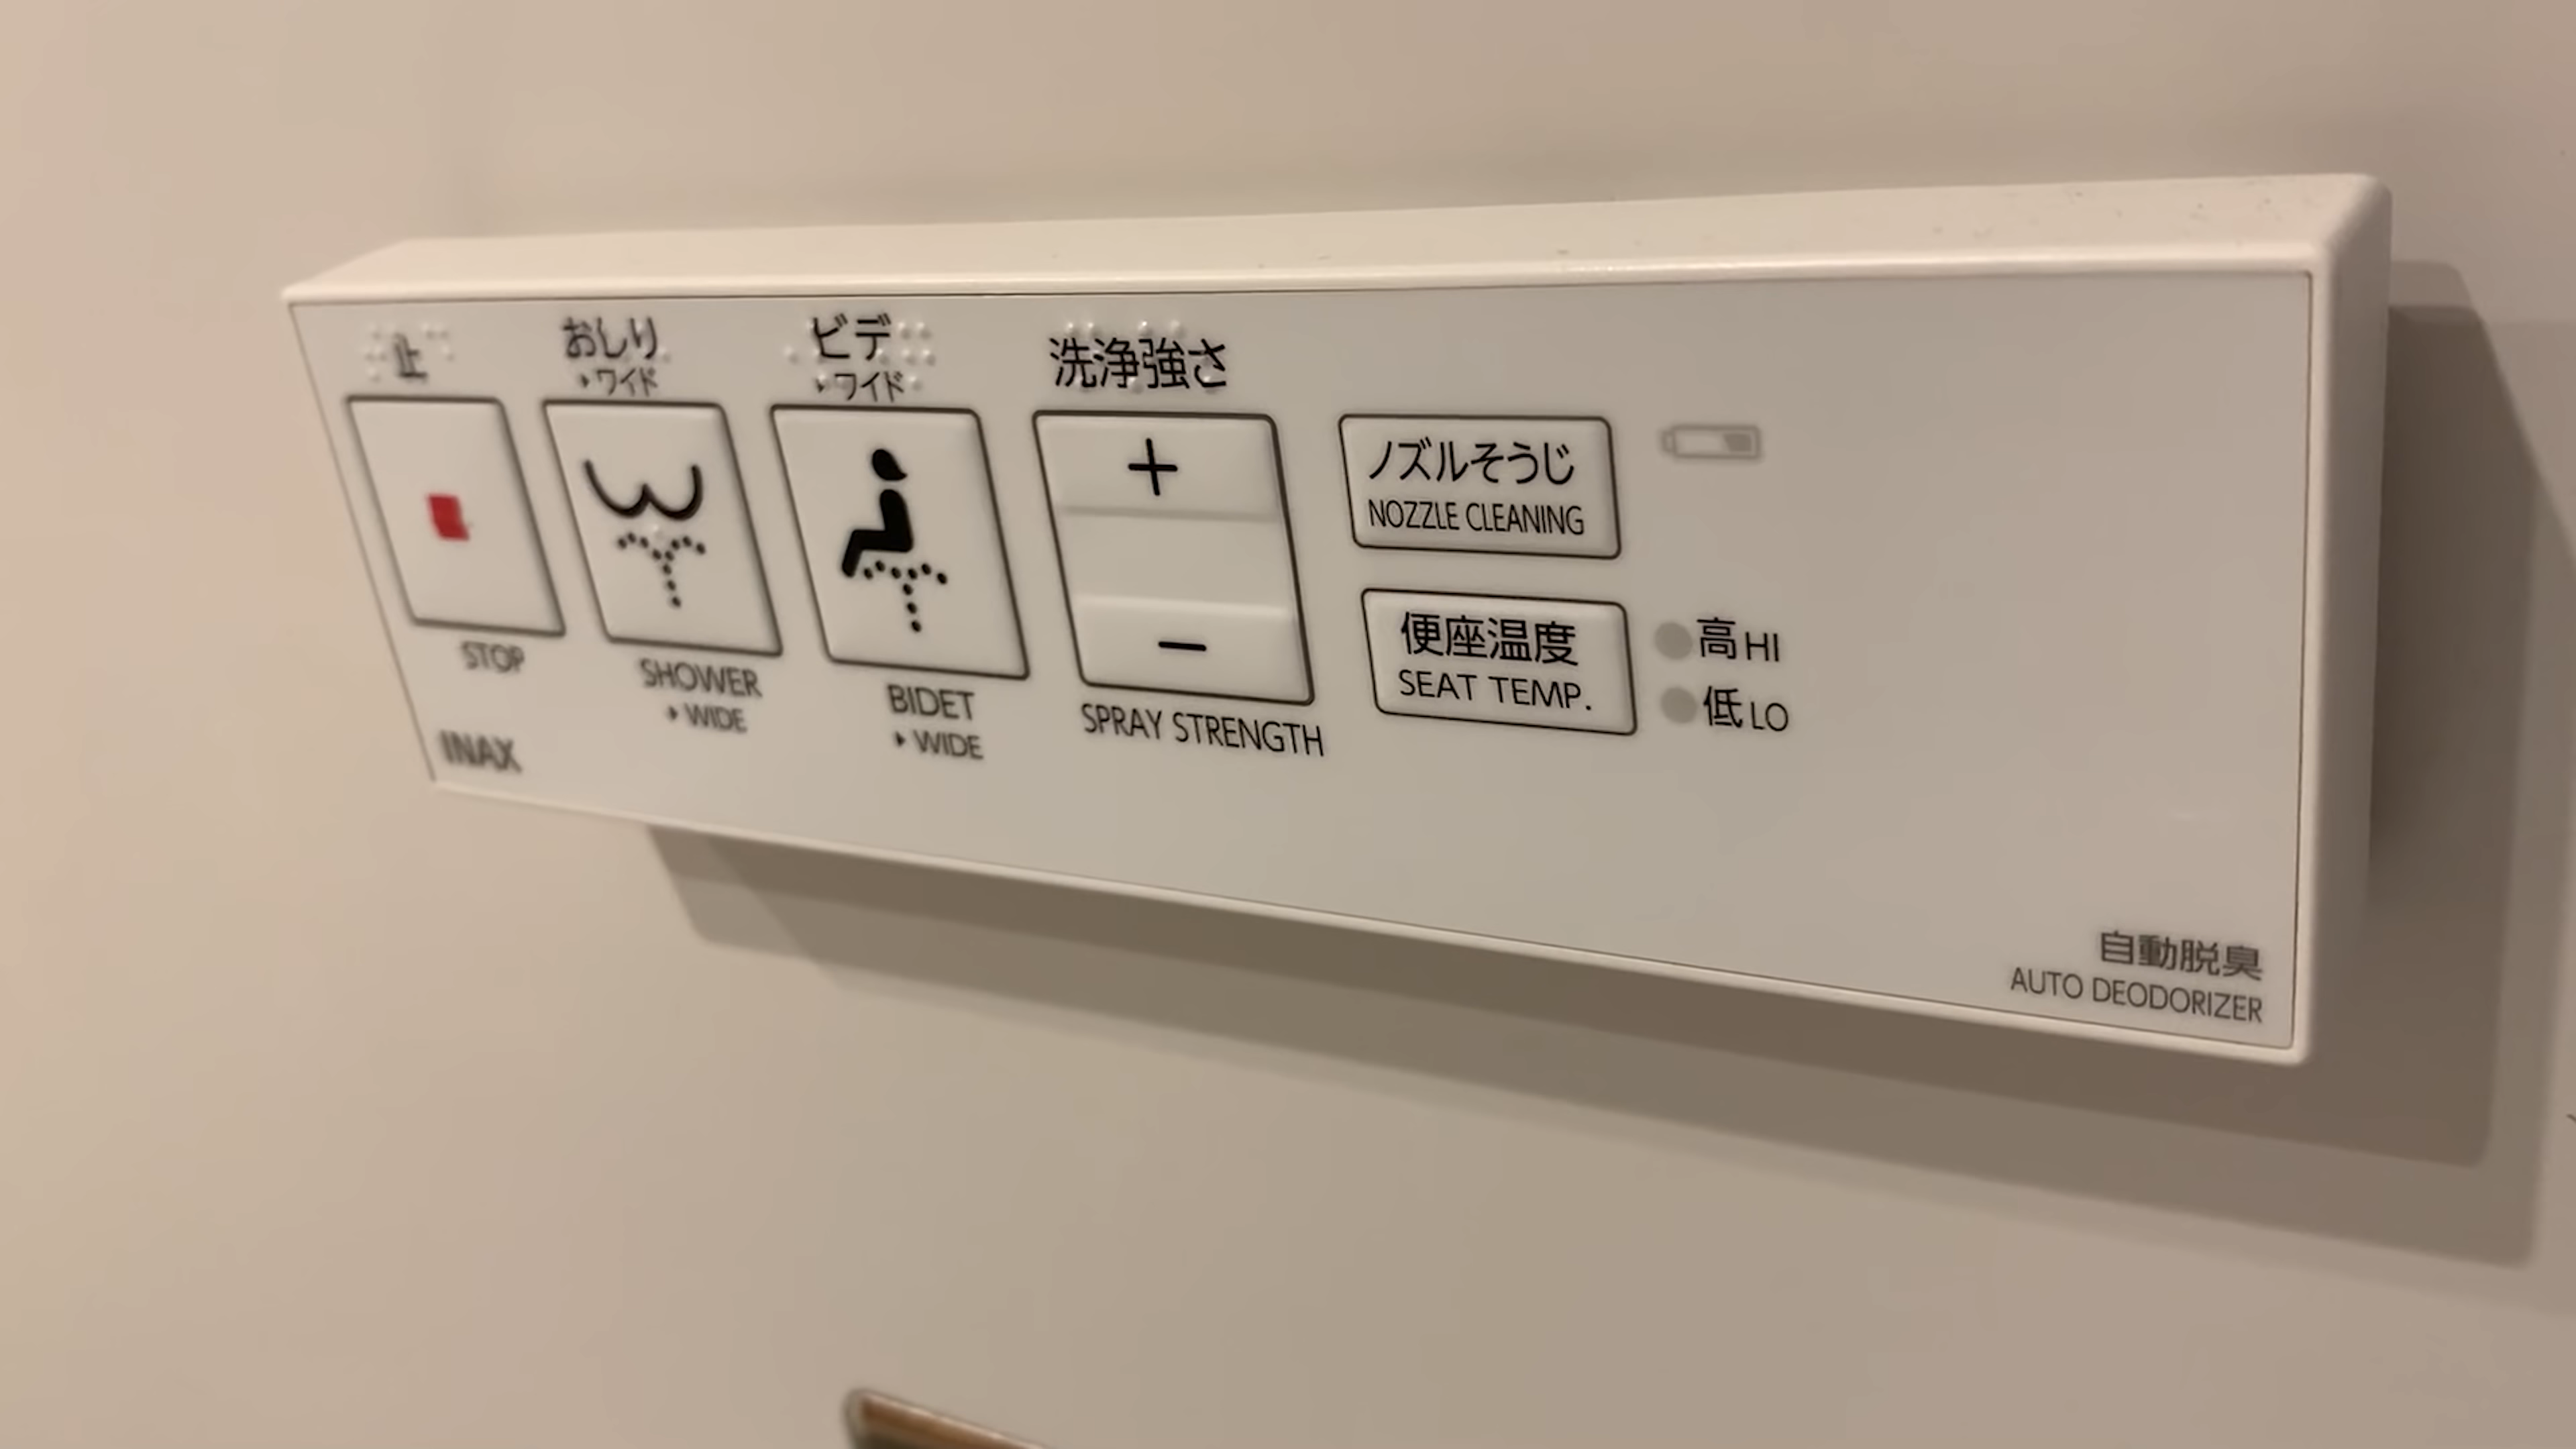 止
おしり
▶ワイド
ビデ
▶ワイド
洗浄強さ
+
−
STOP
SHOWER
▶WIDE
BIDET
▶WIDE
SPRAY STRENGTH
ノズルそうじ
NOZZLE CLEANING
便座温度
SEAT TEMP.
高 HI
低 LO
INAX
自動脱臭
AUTO DEODORIZER